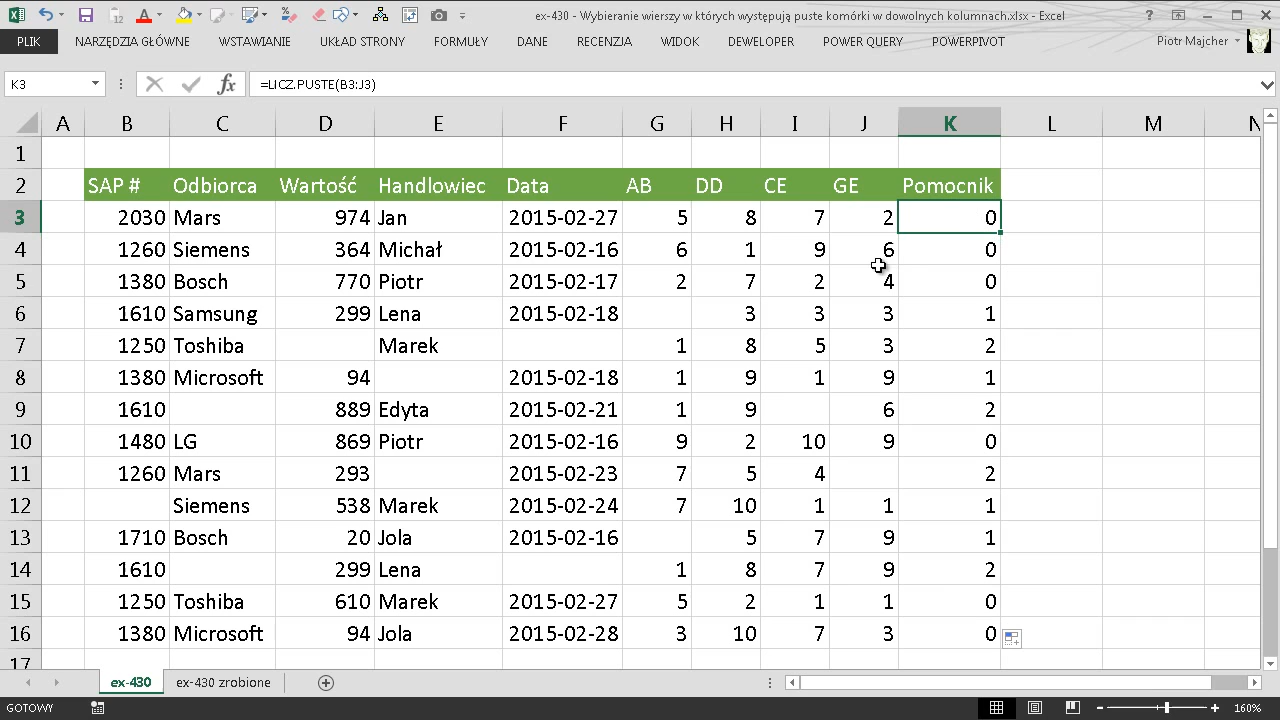 ex-430 - Wybieranie wierszy w których występują puste komórki w dowolnych kolumnach.xlsx - Excel
PLIK NARZĘDZIA GŁÓWNE WSTAWIANIE UKŁAD STRONY FORMUŁY DANE RECENZJA WIDOK DEWELOPER POWER QUERY POWERPIVOT Piotr Majcher
K3 fx =LICZ.PUSTE(B3:J3)
A B C D E F G H I J K L M N
1
2 SAP # Odbiorca Wartość Handlowiec Data AB DD CE GE Pomocnik
3 2030 Mars 974 Jan 2015-02-27 5 8 7 2 0
4 1260 Siemens 364 Michał 2015-02-16 6 1 9 6 0
5 1380 Bosch 770 Piotr 2015-02-17 2 7 2 4 0
6 1610 Samsung 299 Lena 2015-02-18 3 3 3 1
7 1250 Toshiba Marek 1 8 5 3 2
8 1380 Microsoft 94 2015-02-18 1 9 1 9 1
9 1610 889 Edyta 2015-02-21 1 9 6 2
10 1480 LG 869 Piotr 2015-02-16 9 2 10 9 0
11 1260 Mars 293 2015-02-23 7 5 4 2
12 Siemens 538 Marek 2015-02-24 7 10 1 1 1
13 1710 Bosch 20 Jola 2015-02-16 5 7 9 1
14 1610 299 Lena 1 8 7 9 2
15 1250 Toshiba 610 Marek 2015-02-27 5 2 1 1 0
16 1380 Microsoft 94 Jola 2015-02-28 3 10 7 3 0
17
ex-430 ex-430 zrobione
GOTOWY 160%